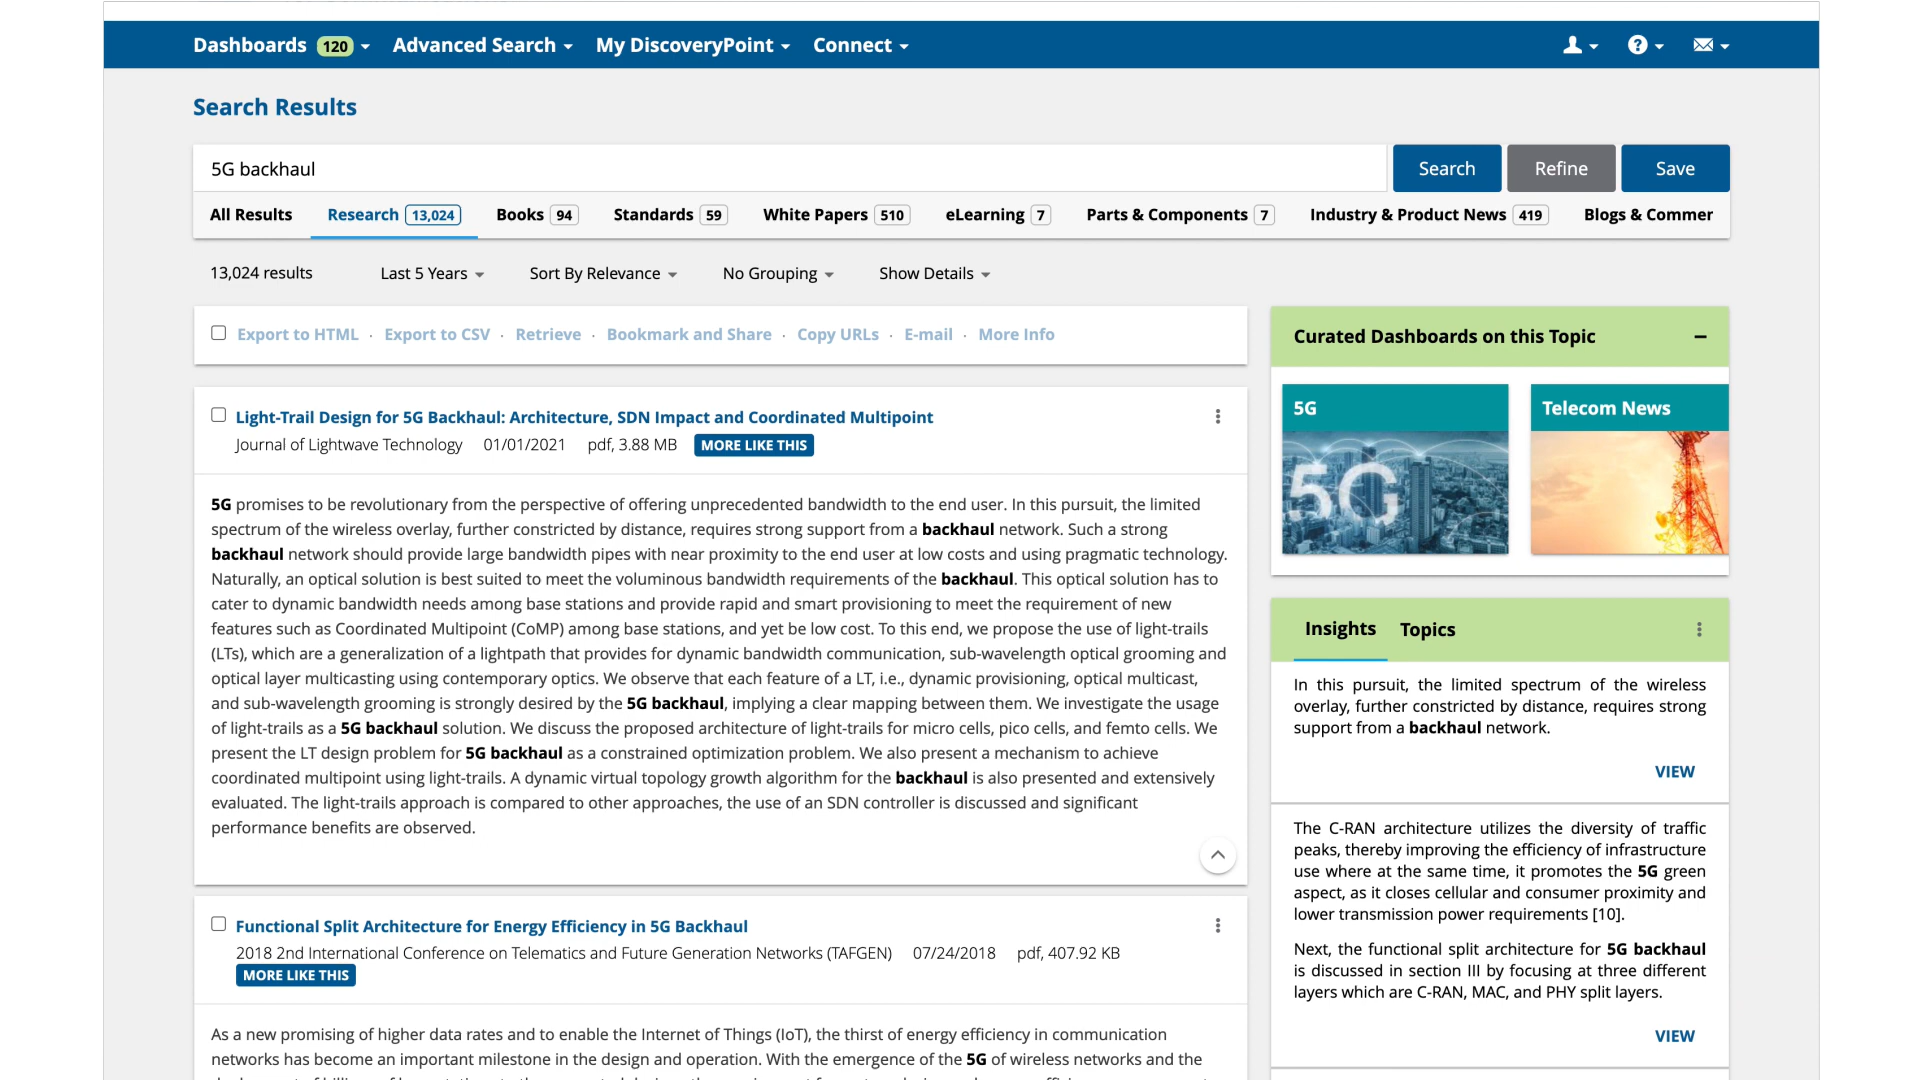 Dashboards 120 Advanced Search My DiscoveryPoint Connect
Search Results
5G backhaul
Search Refine Save
All Results Research 13,024 Books 94 Standards 59 White Papers 510 eLearning 7 Parts & Components 7 Industry & Product News 419 Blogs & Commer
13,024 results Last 5 Years Sort By Relevance No Grouping Show Details
Export to HTML · Export to CSV · Retrieve · Bookmark and Share · Copy URLs · E-mail · More Info
Light-Trail Design for 5G Backhaul: Architecture, SDN Impact and Coordinated Multipoint
Journal of Lightwave Technology 01/01/2021 pdf, 3.88 MB MORE LIKE THIS
5G promises to be revolutionary from the perspective of offering unprecedented bandwidth to the end user. In this pursuit, the limited
spectrum of the wireless overlay, further constricted by distance, requires strong support from a backhaul network. Such a strong
backhaul network should provide large bandwidth pipes with near proximity to the end user at low costs and using pragmatic technology.
Naturally, an optical solution is best suited to meet the voluminous bandwidth requirements of the backhaul. This optical solution has to
cater to dynamic bandwidth needs among base stations and provide rapid and smart provisioning to meet the requirement of new
features such as Coordinated Multipoint (CoMP) among base stations, and yet be low cost. To this end, we propose the use of light-trails
(LTs), which are a generalization of a lightpath that provides for dynamic bandwidth communication, sub-wavelength optical grooming and
optical layer multicasting using contemporary optics. We observe that each feature of a LT, i.e., dynamic provisioning, optical multicast,
and sub-wavelength grooming is strongly desired by the 5G backhaul, implying a clear mapping between them. We investigate the usage
of light-trails as a 5G backhaul solution. We discuss the proposed architecture of light-trails for micro cells, pico cells, and femto cells. We
present the LT design problem for 5G backhaul as a constrained optimization problem. We also present a mechanism to achieve
coordinated multipoint using light-trails. A dynamic virtual topology growth algorithm for the backhaul is also presented and extensively
evaluated. The light-trails approach is compared to other approaches, the use of an SDN controller is discussed and significant
performance benefits are observed.
Functional Split Architecture for Energy Efficiency in 5G Backhaul
2018 2nd International Conference on Telematics and Future Generation Networks (TAFGEN) 07/24/2018 pdf, 407.92 KB
MORE LIKE THIS
As a new promising of higher data rates and to enable the Internet of Things (IoT), the thirst of energy efficiency in communication
networks has become an important milestone in the design and operation. With the emergence of the 5G of wireless networks and the
Curated Dashboards on this Topic
5G Telecom News
5G
Insights Topics
In this pursuit, the limited spectrum of the wireless
overlay, further constricted by distance, requires strong
support from a backhaul network.
VIEW
The C-RAN architecture utilizes the diversity of traffic
peaks, thereby improving the efficiency of infrastructure
use where at the same time, it promotes the 5G green
aspect, as it closes cellular and consumer proximity and
lower transmission power requirements [10].
Next, the functional split architecture for 5G backhaul
is discussed in section III by focusing at three different
layers which are C-RAN, MAC, and PHY split layers.
VIEW